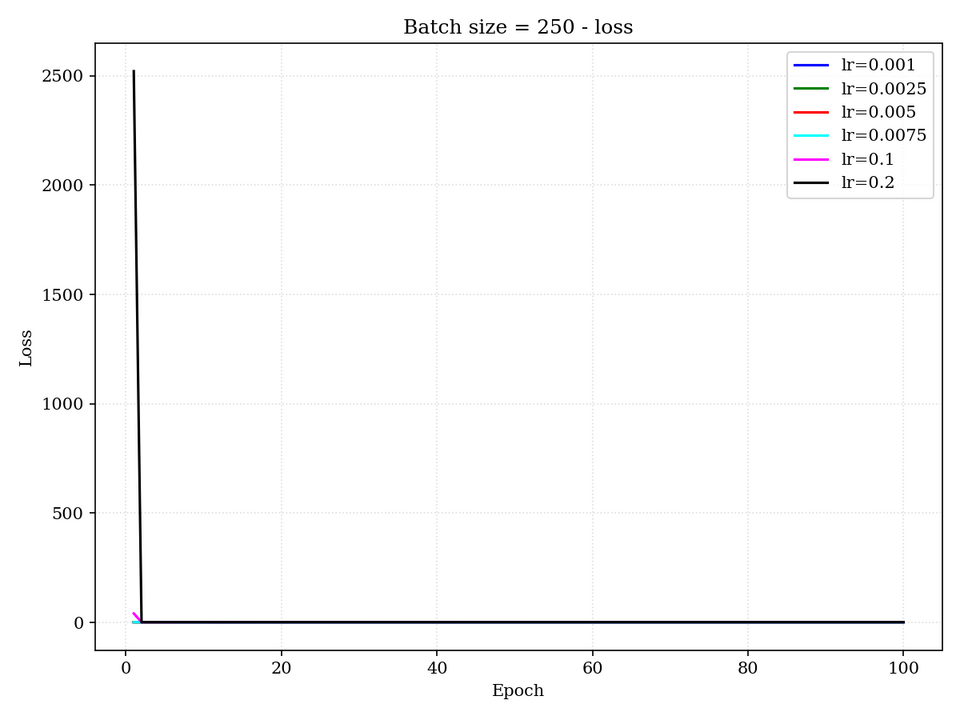 Batch size = 250 - loss
lr=0.001
lr=0.0025
lr=0.005
lr=0.0075
lr=0.1
lr=0.2
2500
2000
1500
1000
500
0
Loss
0 20 40 60 80 100
Epoch